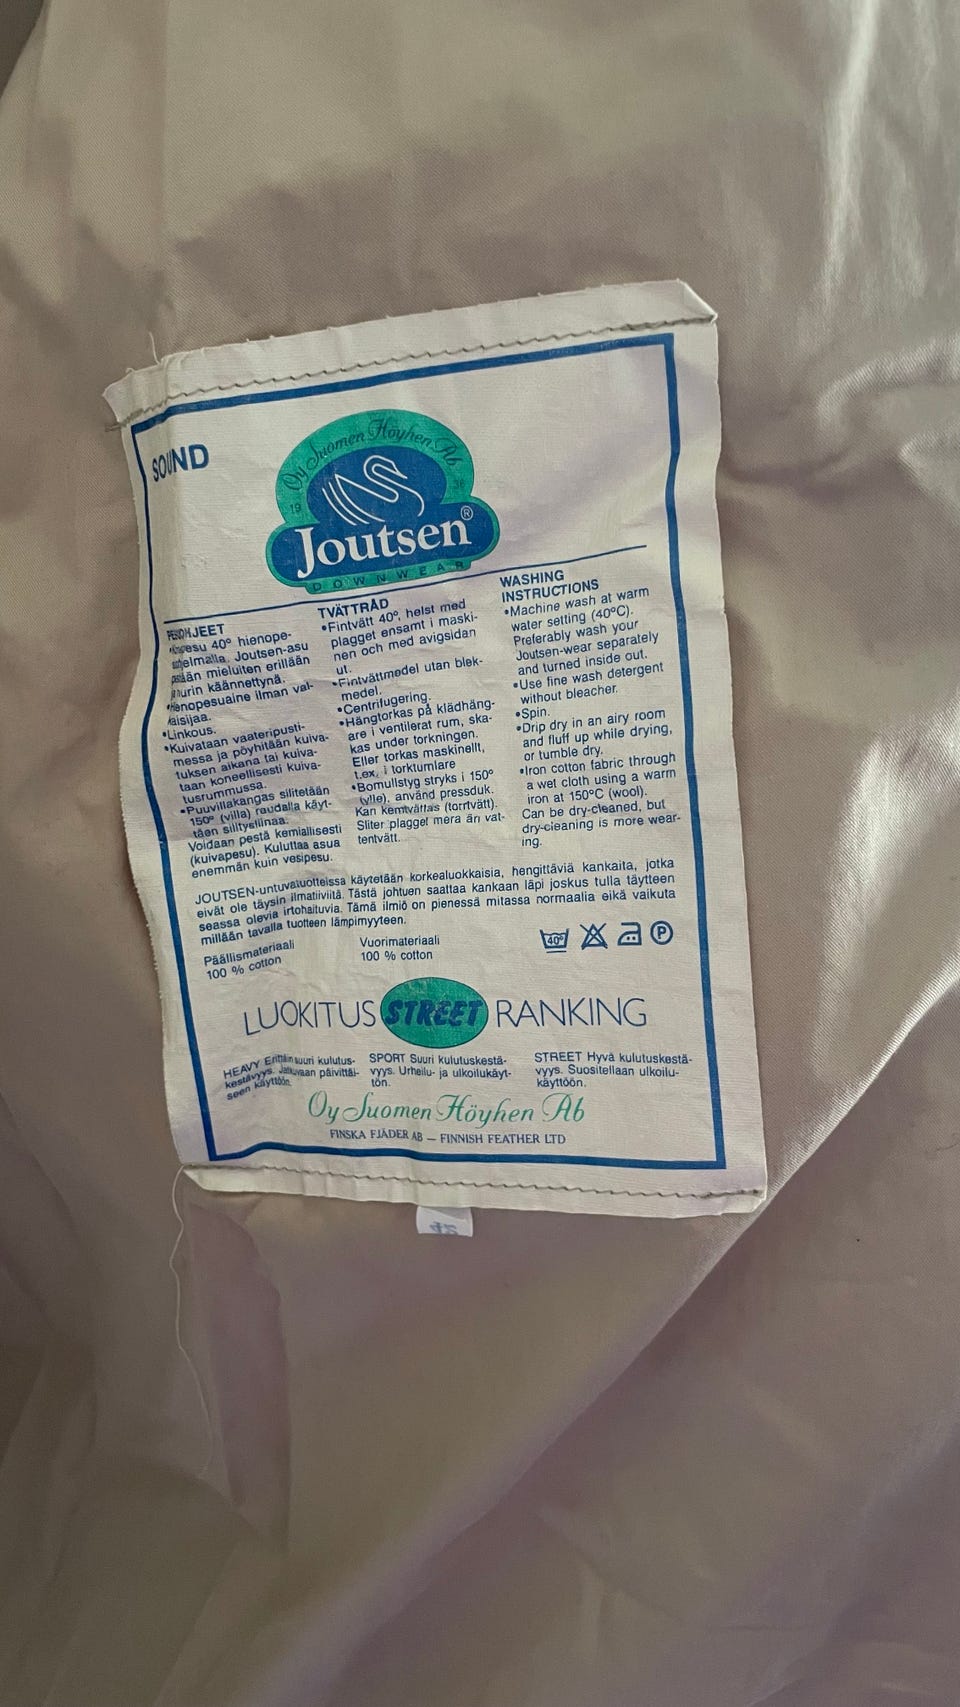 SOUND
Oy Suomen Höyhen Ab
19 38
Joutsen®
DOWNWEAR
PESUOHJEET
40° hienope-
Joutsen-asu
mieluiten erillään
nurin käännettynä.
•Hienopesuaine ilman val-
kaisijaa.
•Linkous.
•Kuivataan vaateripusti-
messa ja pöyhitään kuiva-
tuksen aikana tai kuiva-
taan koneellisesti kuiva-
tusrummussa.
•Puuvillakangas silitetään
150° (villa) raudalla käyt-
täen silitysliinaa.
Voidaan pestä kemiallisesti
(kuivapesu). Kuluttaa asua
enemmän kuin vesipesu.
TVÄTTRÅD
•Fintvätt 40°, helst med
plagget ensamt i maski-
nen och med avigsidan
ut.
•Fintvättmedel utan blek-
medel.
•Centrifugering.
•Hängtorkas på klädhäng-
are i ventilerat rum, ska-
kas under torkningen.
Eller torkas maskinellt,
t.ex. i torktumlare
•Bomullstyg stryks i 150°
(ylle), använd pressduk.
Kan kemtvättas (torrtvätt).
Sliter plagget mera än vat-
tentvätt.
WASHING
INSTRUCTIONS
•Machine wash at warm
water setting (40°C).
Preferably wash your
Joutsen-wear separately
and turned inside out.
•Use fine wash detergent
without bleacher.
•Spin.
•Drip dry in an airy room
and fluff up while drying,
or tumble dry.
•Iron cotton fabric through
a wet cloth using a warm
iron at 150°C (wool).
Can be dry-cleaned, but
dry-cleaning is more wear-
ing.
JOUTSEN-untuvatuotteissa käytetään korkealuokkaisia, hengittäviä kankaita, jotka
eivät ole täysin ilmatiiviitä. Tästä johtuen saattaa kankaan läpi joskus tulla täytteen
seassa olevia irtohaituvia. Tämä ilmiö on pienessä mitassa normaalia eikä vaikuta
millään tavalla tuotteen lämpimyyteen.
Päällismateriaali
100 % cotton
Vuorimateriaali
100 % cotton
40° P
LUOKITUS STREET RANKING
HEAVY Erittäin suuri kulutus-
kestävyys. Jatkuvaan päivittäi-
seen käyttöön.
SPORT Suuri kulutuskestä-
vyys. Urheilu- ja ulkoilukäyt-
tön.
STREET Hyvä kulutuskestä-
vyys. Suositellaan ulkoilu-
käyttöön.
Oy Suomen Höyhen Ab
FINSKA FJÄDER AB — FINNISH FEATHER LTD